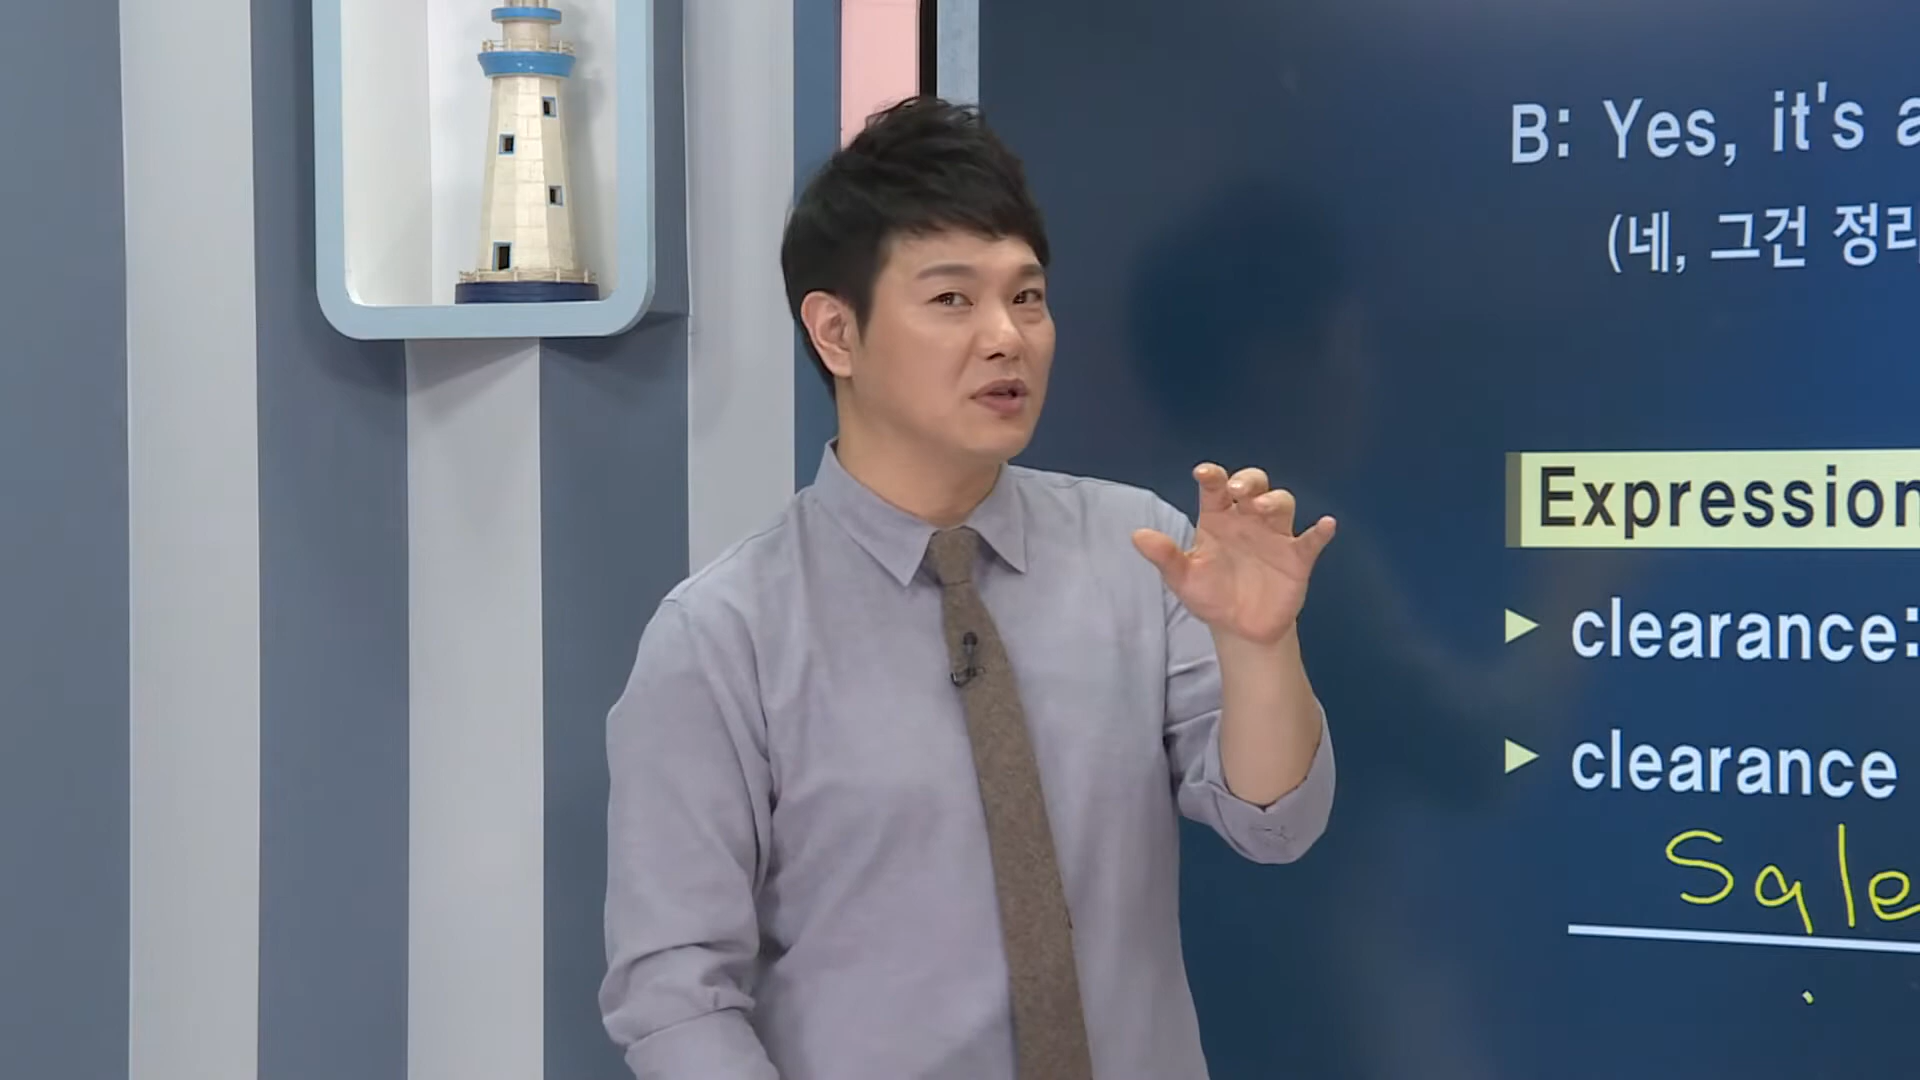 B: Yes, it's a
(네, 그건 정리
Expression
▶ clearance:
▶ clearance
Sale